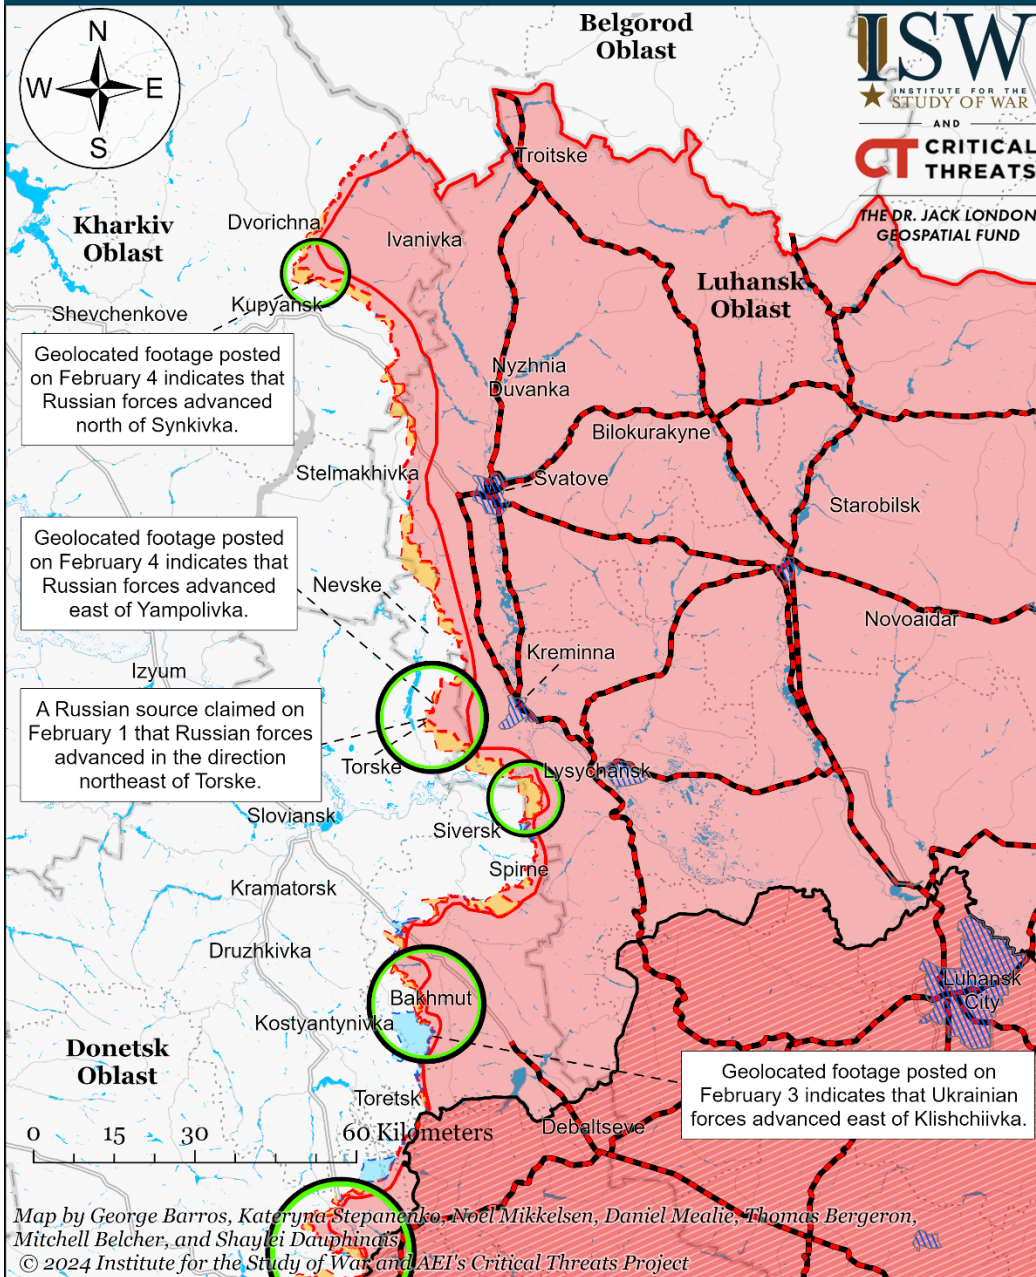 Belgorod
Oblast
N
W
E
S
ISW
INSTITUTE FOR THE
STUDY OF WAR
AND
CT CRITICAL
THREATS
THE DR. JACK LONDON
GEOSPATIAL FUND
Troitske
Dvorichna
Kharkiv
Oblast
Ivanivka
Luhansk
Oblast
Kupyansk
Shevchenkove
Geolocated footage posted
on February 4 indicates that
Russian forces advanced
north of Synkivka.
Nyzhnia
Duvanka
Bilokurakyne
Stelmakhivka
Svatove
Starobilsk
Geolocated footage posted
on February 4 indicates that
Russian forces advanced
east of Yampolivka.
Nevske
Novoaidar
Kreminna
Izyum
A Russian source claimed on
February 1 that Russian forces
advanced in the direction
northeast of Torske.
Torske
Lysychansk
Sloviansk
Siversk
Spirne
Kramatorsk
Druzhkivka
Luhansk
City
Bakhmut
Kostyantynivka
Donetsk
Oblast
Geolocated footage posted on
February 3 indicates that Ukrainian
forces advanced east of Klishchiivka.
Toretsk
Debaltseve
0 15 30 60 Kilometers
Map by George Barros, Kateryna Stepanenko, Noel Mikkelsen, Daniel Mealie, Thomas Bergeron,
Mitchell Belcher, and Shaylei Dauphinais
© 2024 Institute for the Study of War and AEI's Critical Threats Project